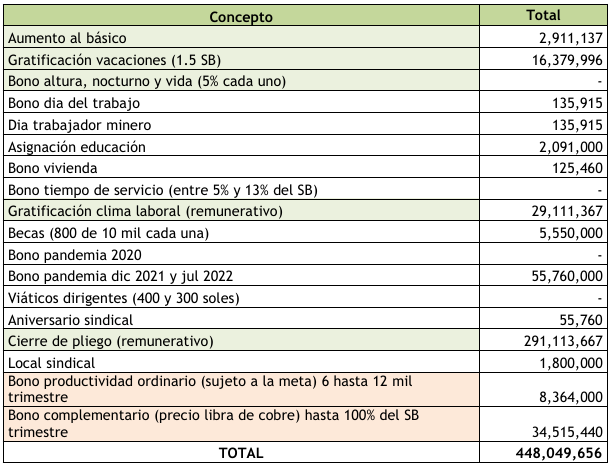 Concepto Total
Aumento al básico 2,911,137
Gratificación vacaciones (1.5 SB) 16,379,996
Bono altura, nocturno y vida (5% cada uno) -
Bono dia del trabajo 135,915
Dia trabajador minero 135,915
Asignación educación 2,091,000
Bono vivienda 125,460
Bono tiempo de servicio (entre 5% y 13% del SB) -
Gratificación clima laboral (remunerativo) 29,111,367
Becas (800 de 10 mil cada una) 5,550,000
Bono pandemia 2020 -
Bono pandemia dic 2021 y jul 2022 55,760,000
Viáticos dirigentes (400 y 300 soles) -
Aniversario sindical 55,760
Cierre de pliego (remunerativo) 291,113,667
Local sindical 1,800,000
Bono productividad ordinario (sujeto a la meta) 6 hasta 12 mil
trimestre 8,364,000
Bono complementario (precio libra de cobre) hasta 100% del SB
trimestre 34,515,440
TOTAL 448,049,656